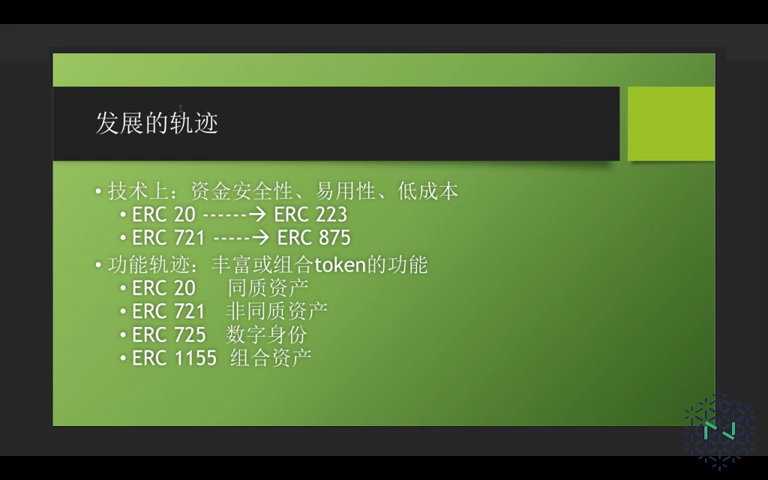 发展的轨迹
• 技术上：资金安全性、易用性、低成本
• ERC 20 ------→ ERC 223
• ERC 721 -----→ ERC 875
• 功能轨迹：丰富或组合token的功能
• ERC 20 同质资产
• ERC 721 非同质资产
• ERC 725 数字身份
• ERC 1155 组合资产